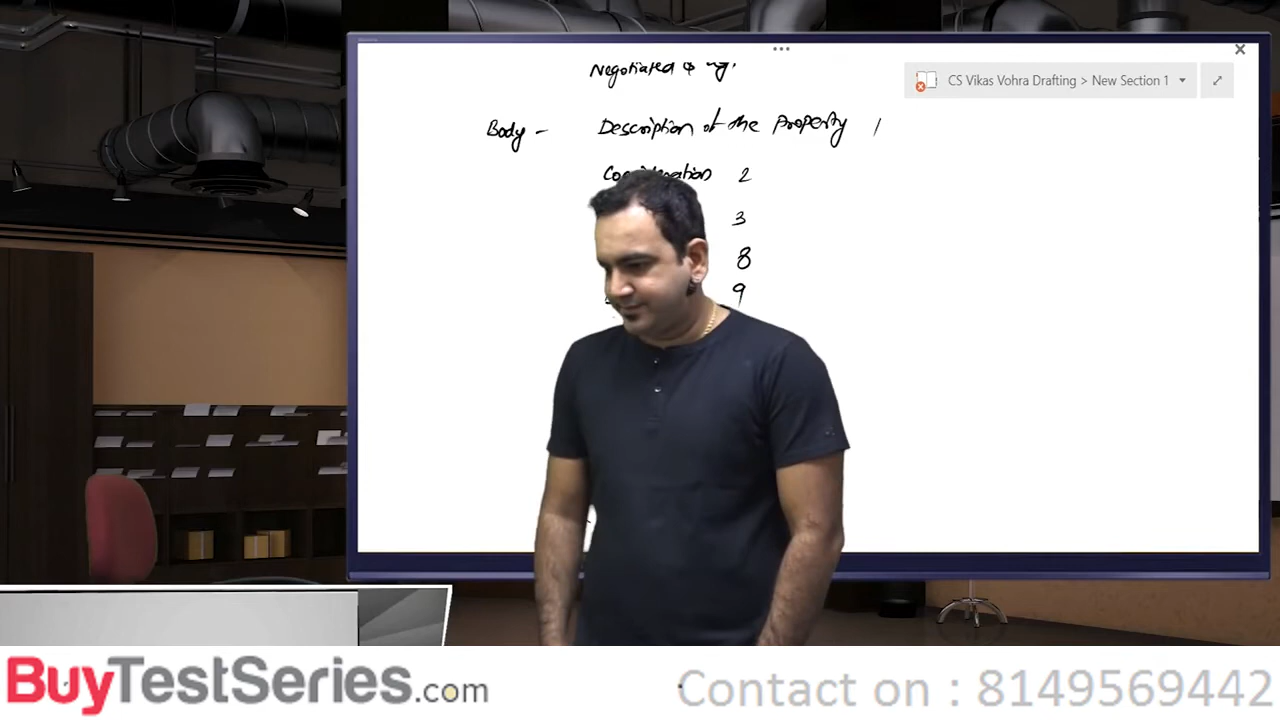 Negotiated &
CS Vikas Vohra Drafting > New Section 1
Body - Description of the Property 1
Consideration 2
3
8
9
BuyTestSeries.com
Contact on : 8149569442